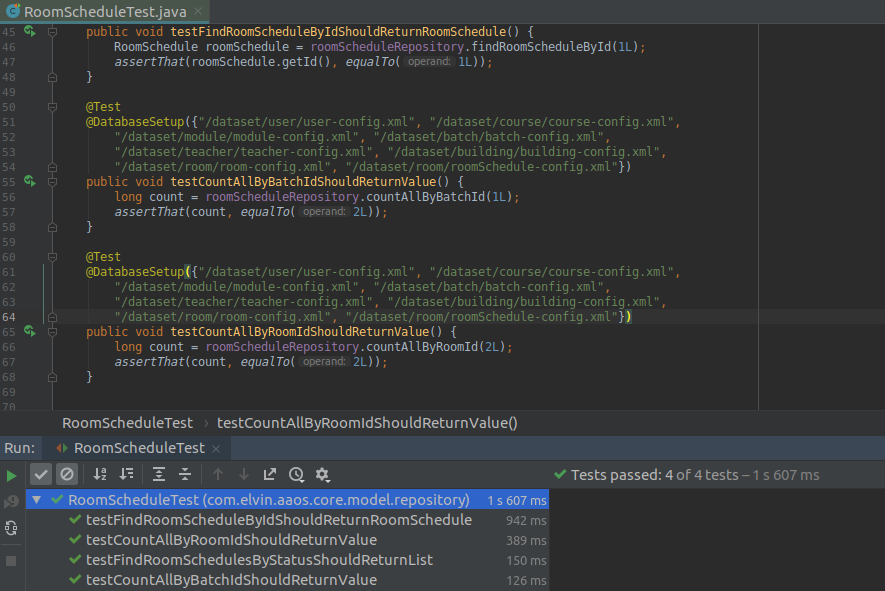 RoomScheduleTest.java ×
45 public void testFindRoomScheduleByIdShouldReturnRoomSchedule() {
46 RoomSchedule roomSchedule = roomScheduleRepository.findRoomScheduleById(1L);
47 assertThat(roomSchedule.getId(), equalTo( operand: 1L));
48 }
49
50 @Test
51 @DatabaseSetup({"/dataset/user/user-config.xml", "/dataset/course/course-config.xml",
52 "/dataset/module/module-config.xml", "/dataset/batch/batch-config.xml",
53 "/dataset/teacher/teacher-config.xml", "/dataset/building/building-config.xml",
54 "/dataset/room/room-config.xml", "/dataset/room/roomSchedule-config.xml"})
55 public void testCountAllByBatchIdShouldReturnValue() {
56 long count = roomScheduleRepository.countAllByBatchId(1L);
57 assertThat(count, equalTo( operand: 2L));
58 }
59
60 @Test
61 @DatabaseSetup({"/dataset/user/user-config.xml", "/dataset/course/course-config.xml",
62 "/dataset/module/module-config.xml", "/dataset/batch/batch-config.xml",
63 "/dataset/teacher/teacher-config.xml", "/dataset/building/building-config.xml",
64 "/dataset/room/room-config.xml", "/dataset/room/roomSchedule-config.xml"})
65 public void testCountAllByRoomIdShouldReturnValue() {
66 long count = roomScheduleRepository.countAllByRoomId(2L);
67 assertThat(count, equalTo( operand: 2L));
68 }
69
70
RoomScheduleTest › testCountAllByRoomIdShouldReturnValue()
Run: RoomScheduleTest ×
Tests passed: 4 of 4 tests – 1 s 607 ms
RoomScheduleTest (com.elvin.aaos.core.model.repository) 1 s 607 ms
testFindRoomScheduleByIdShouldReturnRoomSchedule 942 ms
testCountAllByRoomIdShouldReturnValue 389 ms
testFindRoomSchedulesByStatusShouldReturnList 150 ms
testCountAllByBatchIdShouldReturnValue 126 ms